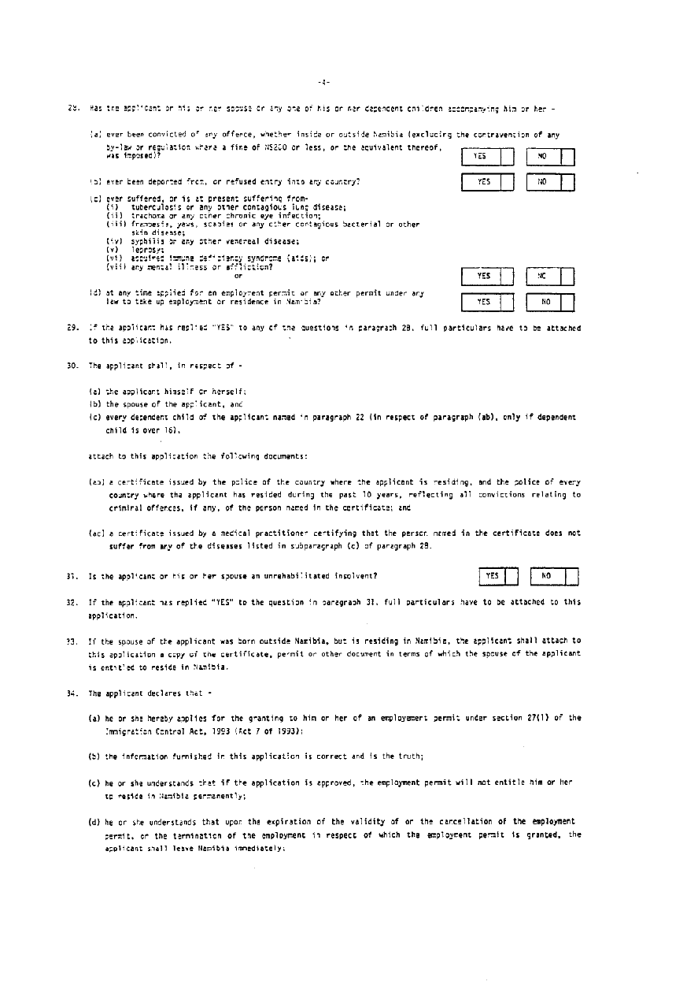 -4-
28. Has the applicant or his or her spouse or any one of his or her dependent children accompanying him or her -
(a) ever been convicted of any offence, whether inside or outside Namibia (excluding the contravention of any
by-law or regulation where a fine of N$200 or less, or the equivalent thereof,
was imposed)? YES NO
(b) ever been deported from, or refused entry into any country? YES NO
(c) ever suffered, or is at present suffering from-
(i) tuberculosis or any other contagious lung disease;
(ii) trachoma or any other chronic eye infection;
(iii) frambesia, yaws, scabies or any other contagious bacterial or other
skin disease;
(iv) syphilis or any other venereal disease;
(v) leprosy;
(vi) acquired immune deficiency syndrome (aids); or
(vii) any mental illness or affliction?
or YES NO
(d) at any time applied for an employment permit or any other permit under any
law to take up employment or residence in Namibia? YES NO
29. If the applicant has replied "YES" to any of the questions in paragraph 28, full particulars have to be attached
to this application.
30. The applicant shall, in respect of -
(a) the applicant himself or herself;
(b) the spouse of the applicant, and
(c) every dependent child of the applicant named in paragraph 22 (in respect of paragraph (ab), only if dependent
child is over 16),
attach to this application the following documents:
(ab) a certificate issued by the police of the country where the applicant is residing, and the police of every
country where the applicant has resided during the past 10 years, reflecting all convictions relating to
criminal offences, if any, of the person named in the certificate; and
(ac) a certificate issued by a medical practitioner certifying that the person named in the certificate does not
suffer from any of the diseases listed in subparagraph (c) of paragraph 28.
31. Is the applicant or his or her spouse an unrehabilitated insolvent? YES NO
32. If the applicant has replied "YES" to the question in paragraph 31, full particulars have to be attached to this
application.
33. If the spouse of the applicant was born outside Namibia, but is residing in Namibia, the applicant shall attach to
this application a copy of the certificate, permit or other document in terms of which the spouse of the applicant
is entitled to reside in Namibia.
34. The applicant declares that -
(a) he or she hereby applies for the granting to him or her of an employement permit under section 27(1) of the
Immigration Control Act, 1993 (Act 7 of 1993);
(b) the information furnished in this application is correct and is the truth;
(c) he or she understands that if the application is approved, the employment permit will not entitle him or her
to reside in Namibia permanently;
(d) he or she understands that upon the expiration of the validity of or the cancellation of the employment
permit, or the termination of the employment in respect of which the employment permit is granted, the
applicant shall leave Namibia immediately;